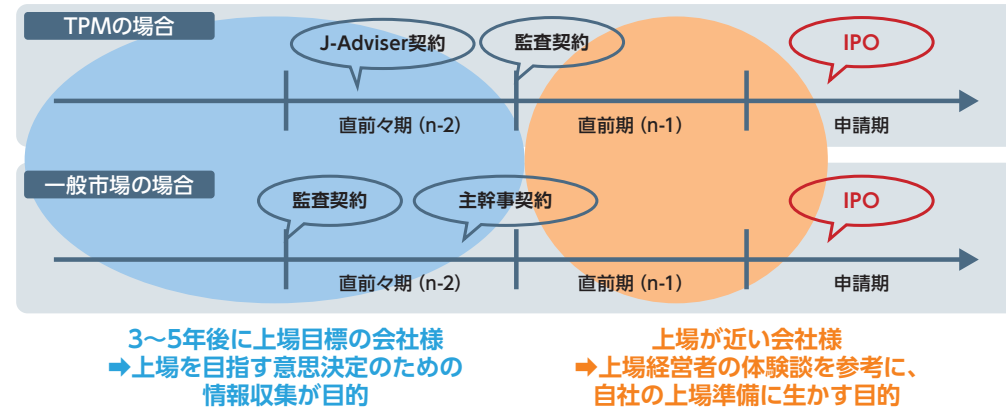 TPMの場合
J-Adviser契約
監査契約
IPO
直前々期 (n-2)
直前期 (n-1)
申請期
一般市場の場合
監査契約
主幹事契約
IPO
直前々期 (n-2)
直前期 (n-1)
申請期
3〜5年後に上場目標の会社様
➡上場を目指す意思決定のための
情報収集が目的
上場が近い会社様
➡上場経営者の体験談を参考に、
自社の上場準備に生かす目的